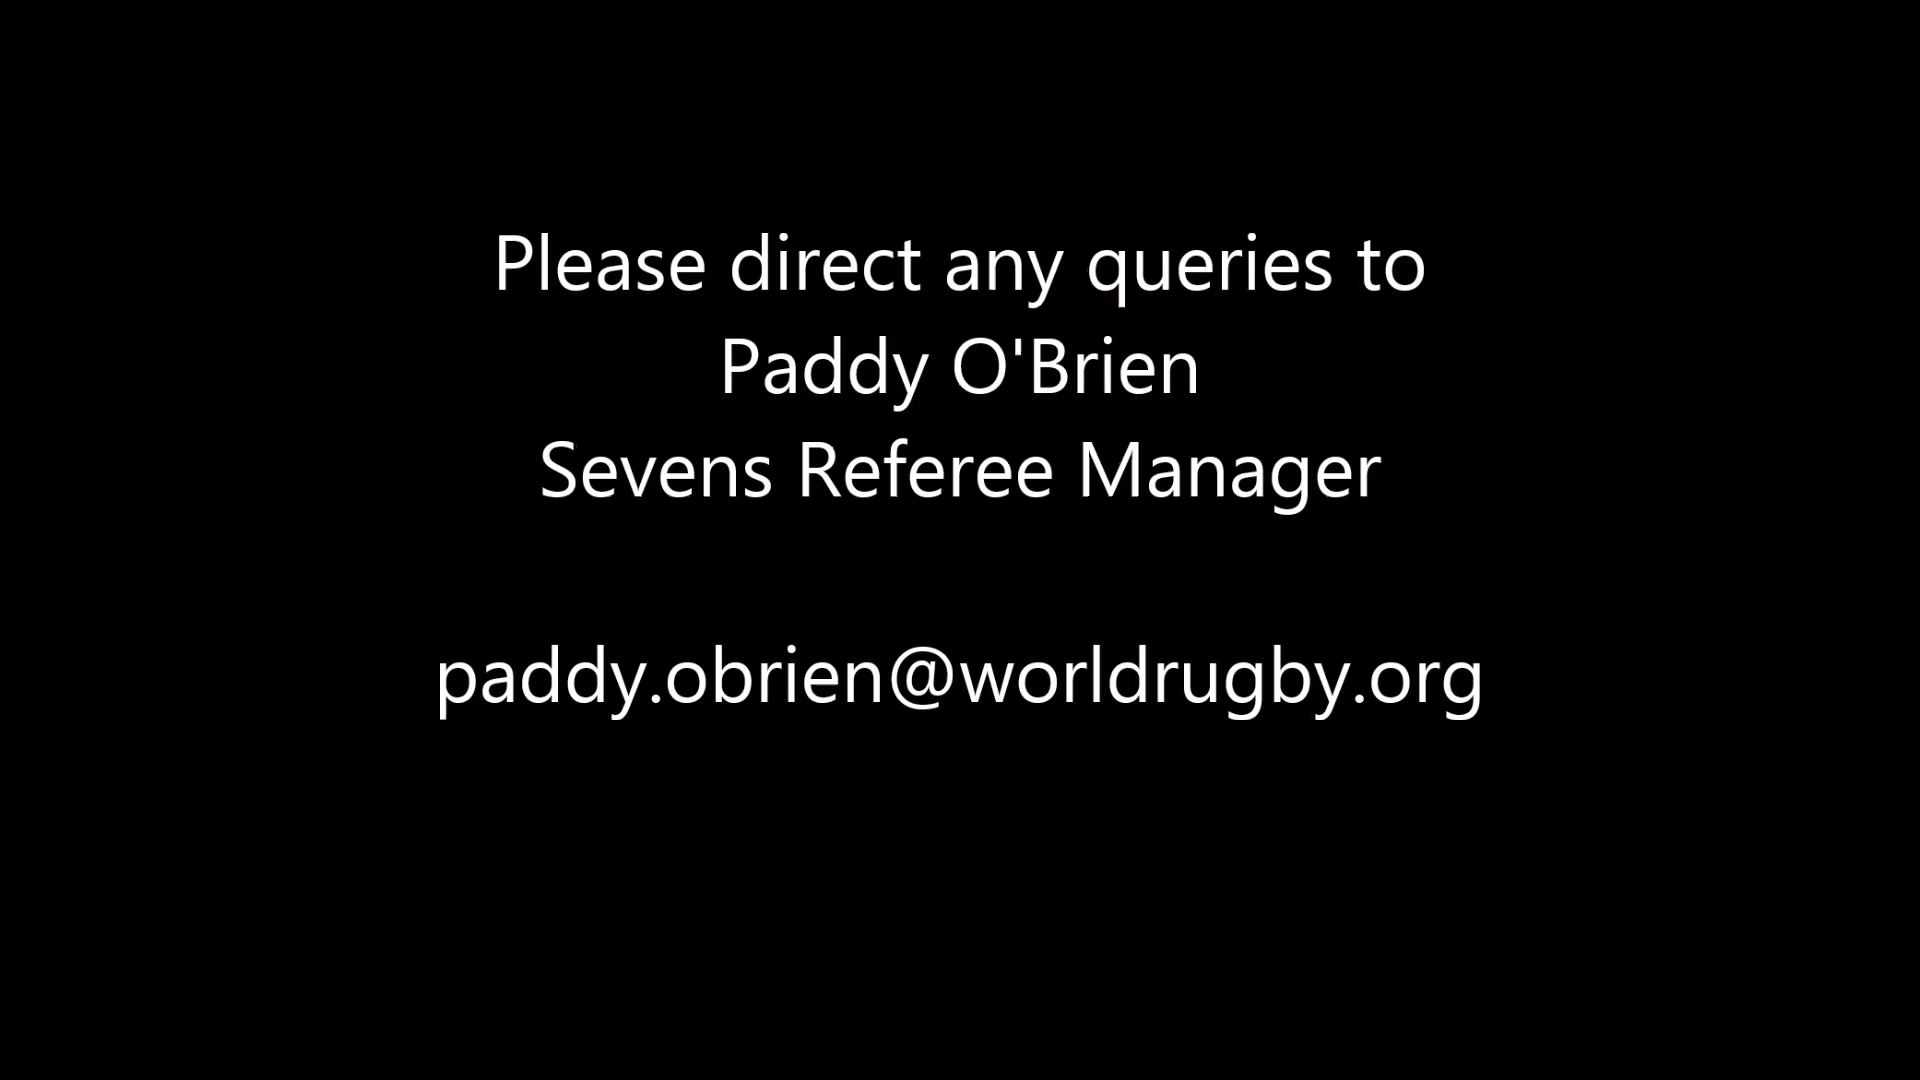 Please direct any queries to
Paddy O'Brien
Sevens Referee Manager
paddy.obrien@worldrugby.org